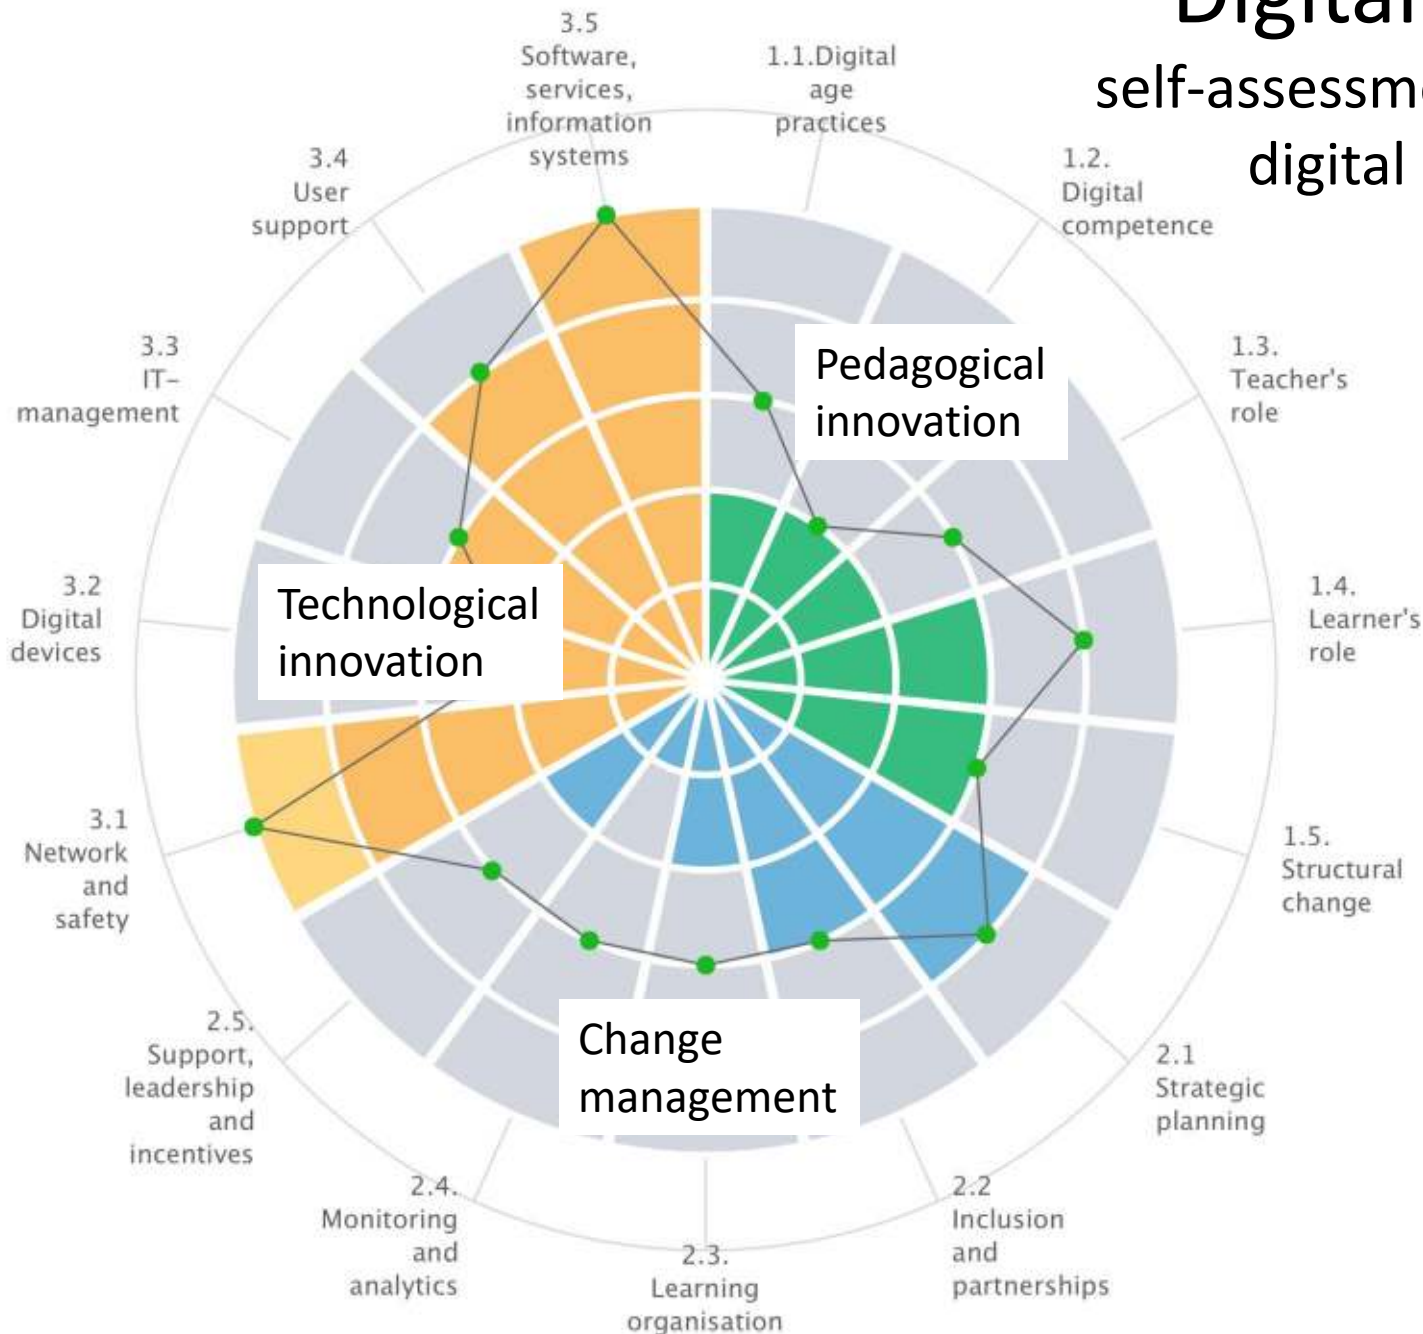 Digital
self-assessm
digital
3.5
Software,
services,
information
systems
1.1.Digital
age
practices
1.2.
Digital
competence
1.3.
Teacher's
role
1.4.
Learner's
role
1.5.
Structural
change
2.1
Strategic
planning
2.2
Inclusion
and
partnerships
2.3.
Learning
organisation
2.4.
Monitoring
and
analytics
2.5.
Support,
leadership
and
incentives
3.1
Network
and
safety
3.2
Digital
devices
3.3
IT–
management
3.4
User
support
Pedagogical
innovation
Technological
innovation
Change
management